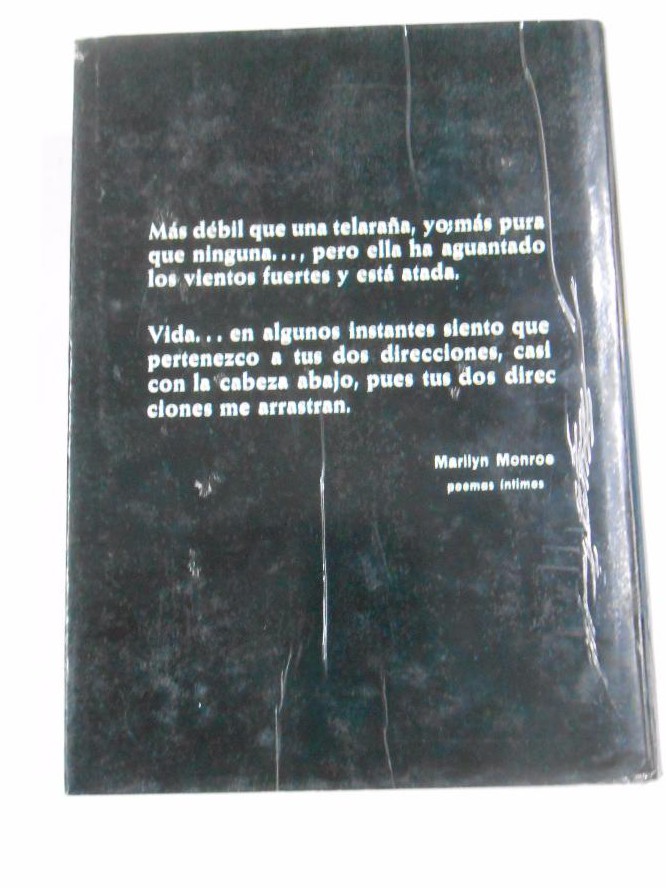 Más débil que una telaraña, yo;más pura
que ninguna..., pero ella ha aguantado
los vientos fuertes y está atada.
Vida... en algunos instantes siento que
pertenezco a tus dos direcciones, casi
con la cabeza abajo, pues tus dos direc
ciones me arrastran.
Marilyn Monroe
poemas íntimos